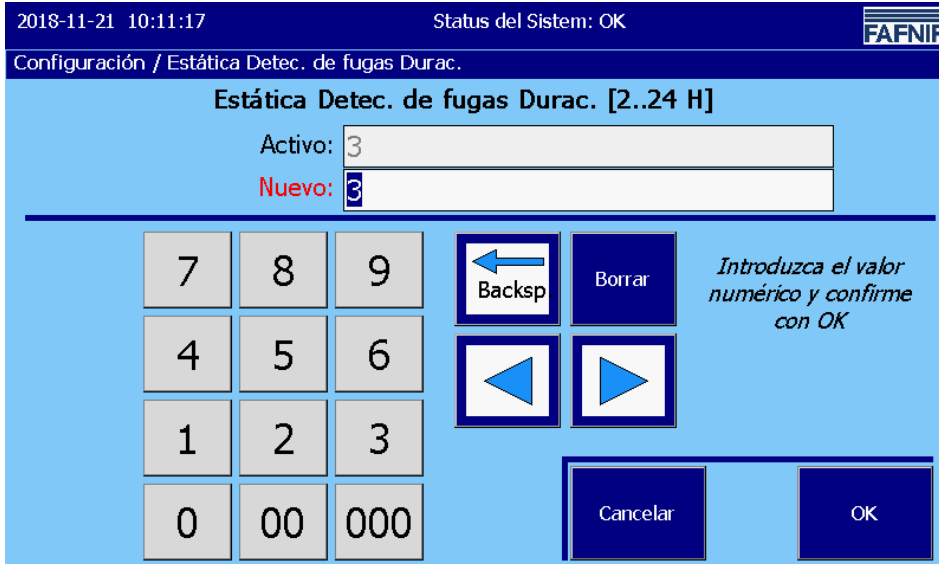 2018-11-21 10:11:17 Status del Sistem: OK
FAFNIR
Configuración / Estática Detec. de fugas Durac.
Estática Detec. de fugas Durac. [2..24 H]
Activo: 3
Nuevo: 3
7 8 9
Backsp.
Borrar
Introduzca el valor
numérico y confirme
con OK
4 5 6
1 2 3
0 00 000
Cancelar
OK